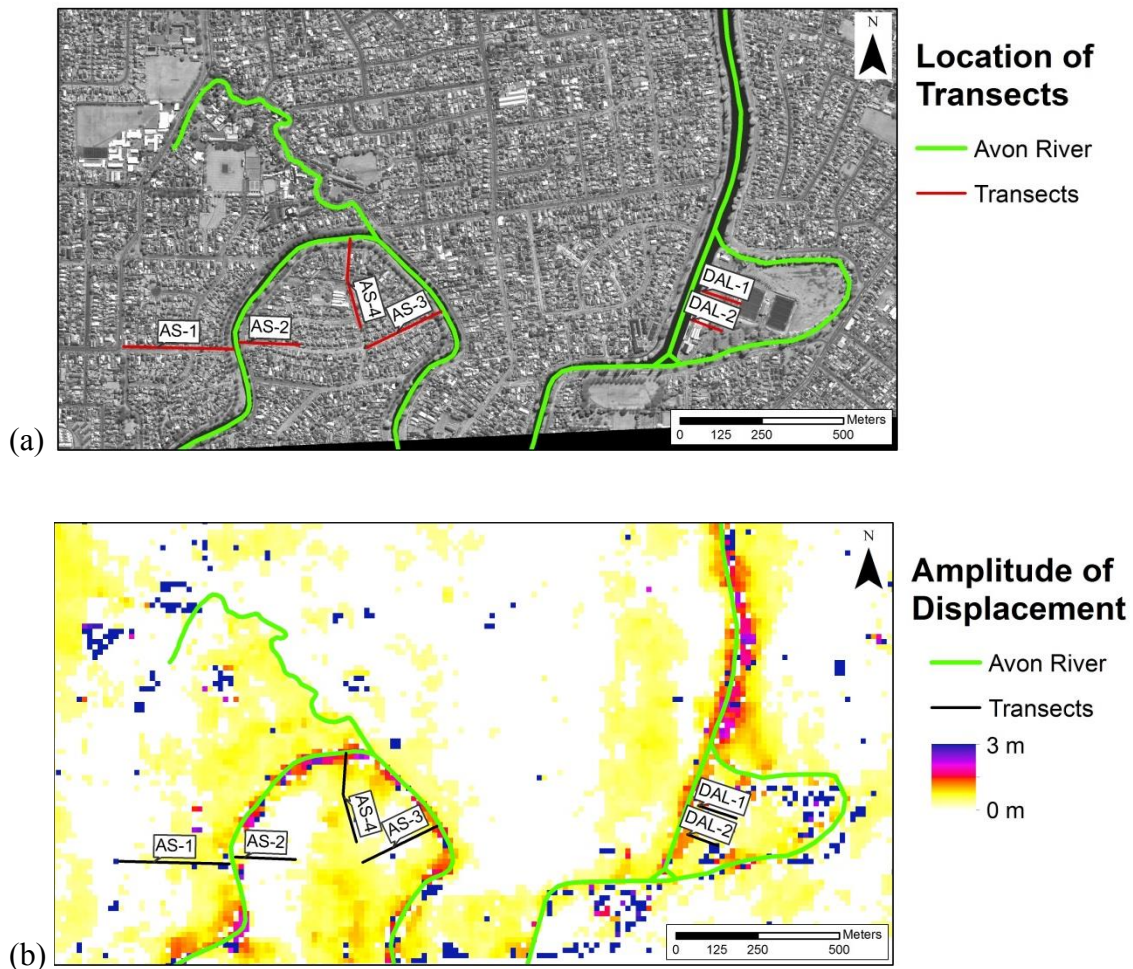 N
Location of
Transects
Avon River
Transects
AS-1
AS-2
AS-4
AS-3
DAL-1
DAL-2
Meters
0 125 250 500
(a)
N
Amplitude of
Displacement
Avon River
Transects
3 m
0 m
AS-1
AS-2
AS-4
AS-3
DAL-1
DAL-2
Meters
0 125 250 500
(b)